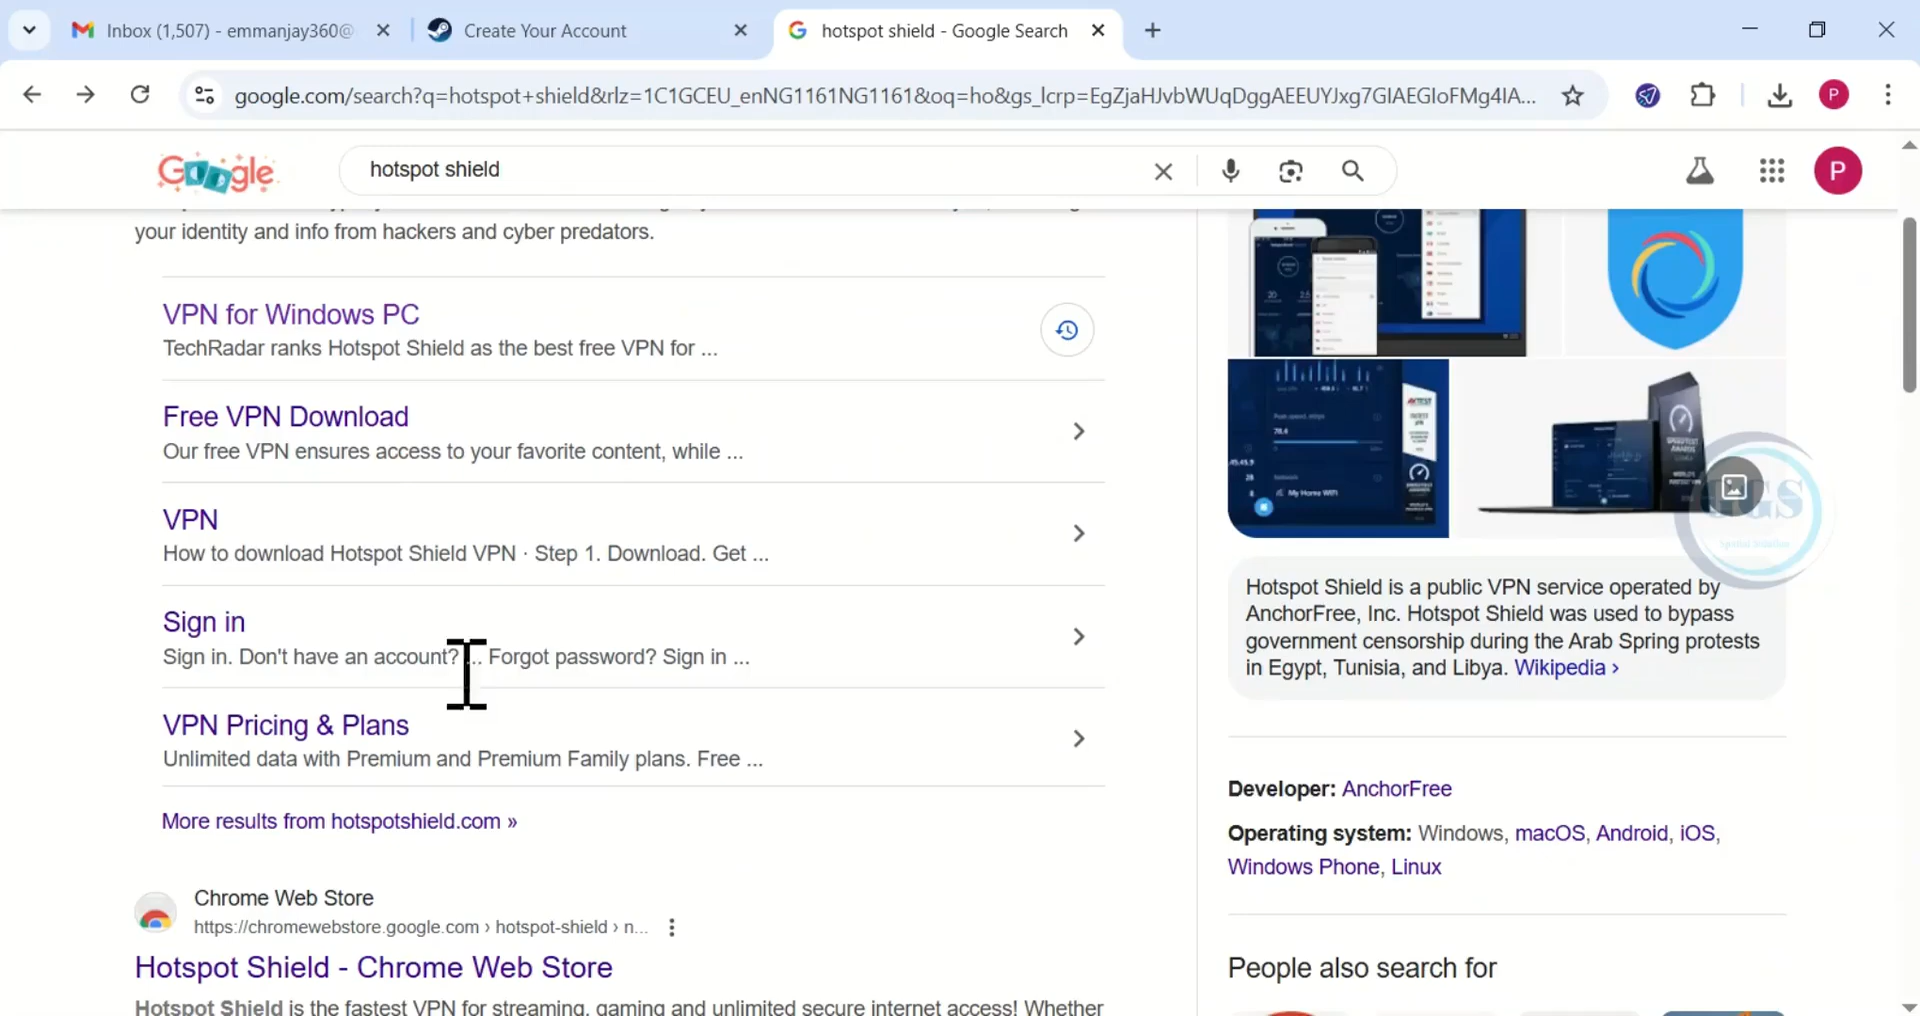 Inbox (1,507) - emmanjay360@
Create Your Account
hotspot shield - Google Search
google.com/search?q=hotspot+shield&rlz=1C1GCEU_enNG1161NG1161&oq=ho&gs_lcrp=EgZjaHJvbWUqDggAEEUYJxg7GIAEGIoFMg4IA...
P
Google
hotspot shield
P
your identity and info from hackers and cyber predators.
VPN for Windows PC
TechRadar ranks Hotspot Shield as the best free VPN for ...
Free VPN Download
Our free VPN ensures access to your favorite content, while ...
VPN
How to download Hotspot Shield VPN · Step 1. Download. Get ...
Sign in
Sign in. Don't have an account? ... Forgot password? Sign in ...
VPN Pricing & Plans
Unlimited data with Premium and Premium Family plans. Free ...
More results from hotspotshield.com »
Chrome Web Store
https://chromewebstore.google.com › hotspot-shield › n...
Hotspot Shield - Chrome Web Store
Hotspot Shield is the fastest VPN for streaming, gaming and unlimited secure internet access! Whether
78.4
My Home WiFi
GS
Hotspot Shield is a public VPN service operated by
AnchorFree, Inc. Hotspot Shield was used to bypass
government censorship during the Arab Spring protests
in Egypt, Tunisia, and Libya. Wikipedia ›
Developer: AnchorFree
Operating system: Windows, macOS, Android, iOS,
Windows Phone, Linux
People also search for